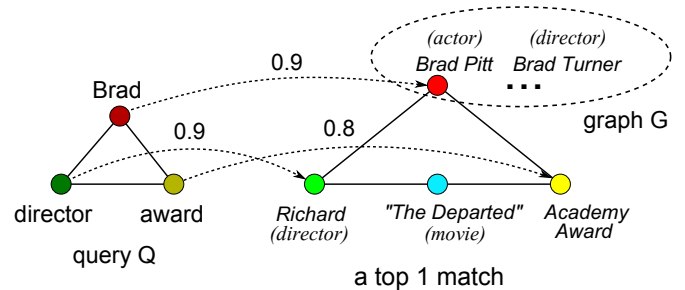 (actor) (director)
Brad Pitt Brad Turner
...
0.9
Brad
graph G
0.9 0.8
director award
Richard "The Departed" Academy
(director) (movie) Award
query Q
a top 1 match